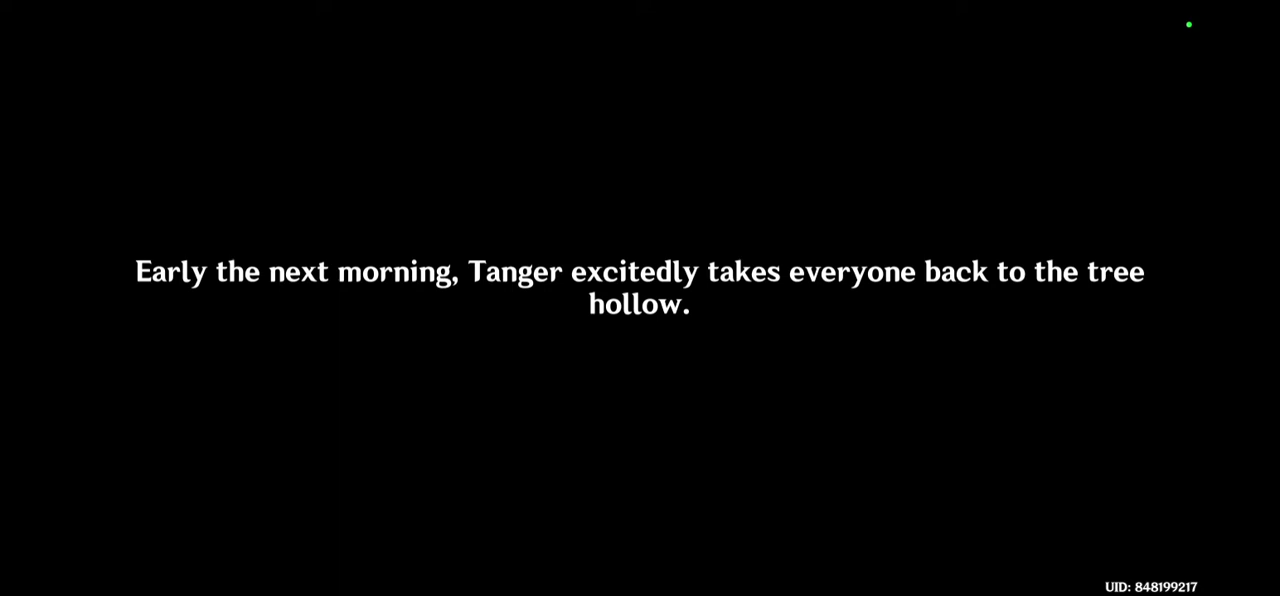 Early the next morning, Tanger excitedly takes everyone back to the tree
hollow.
UID: 848199217